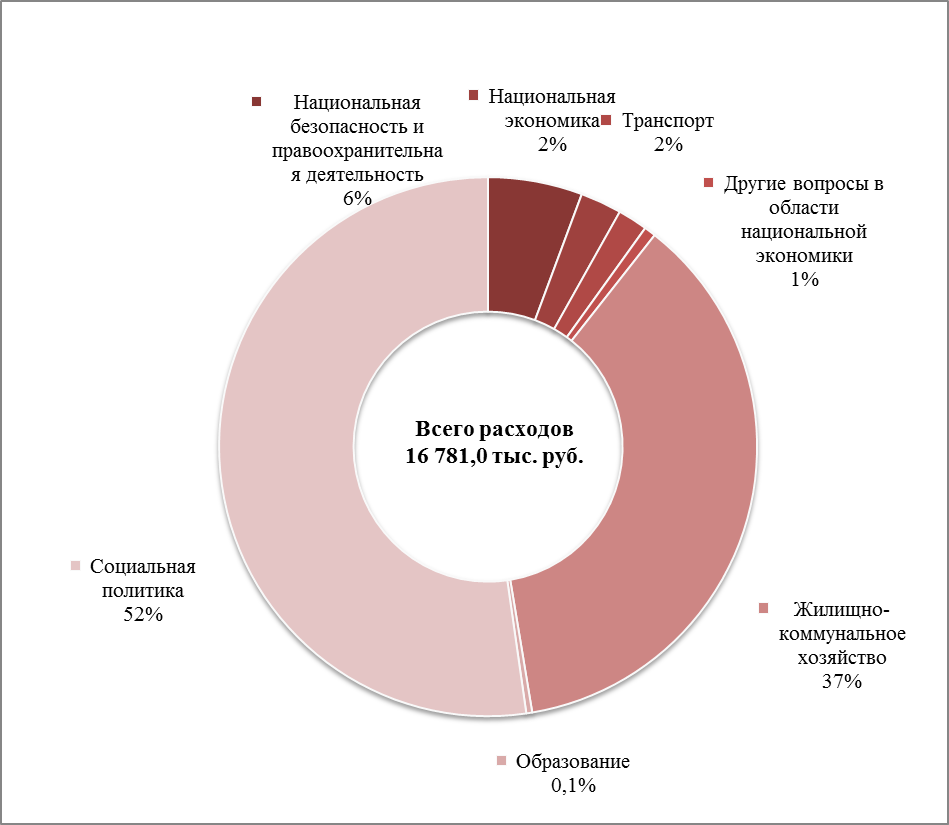 Национальная
безопасность и
правоохранительна
я деятельность
6%
Национальная
экономика
2%
Транспорт
2%
Другие вопросы в
области
национальной
экономики
1%
Всего расходов
16 781,0 тыс. руб.
Социальная
политика
52%
Жилищно-
коммунальное
хозяйство
37%
Образование
0,1%